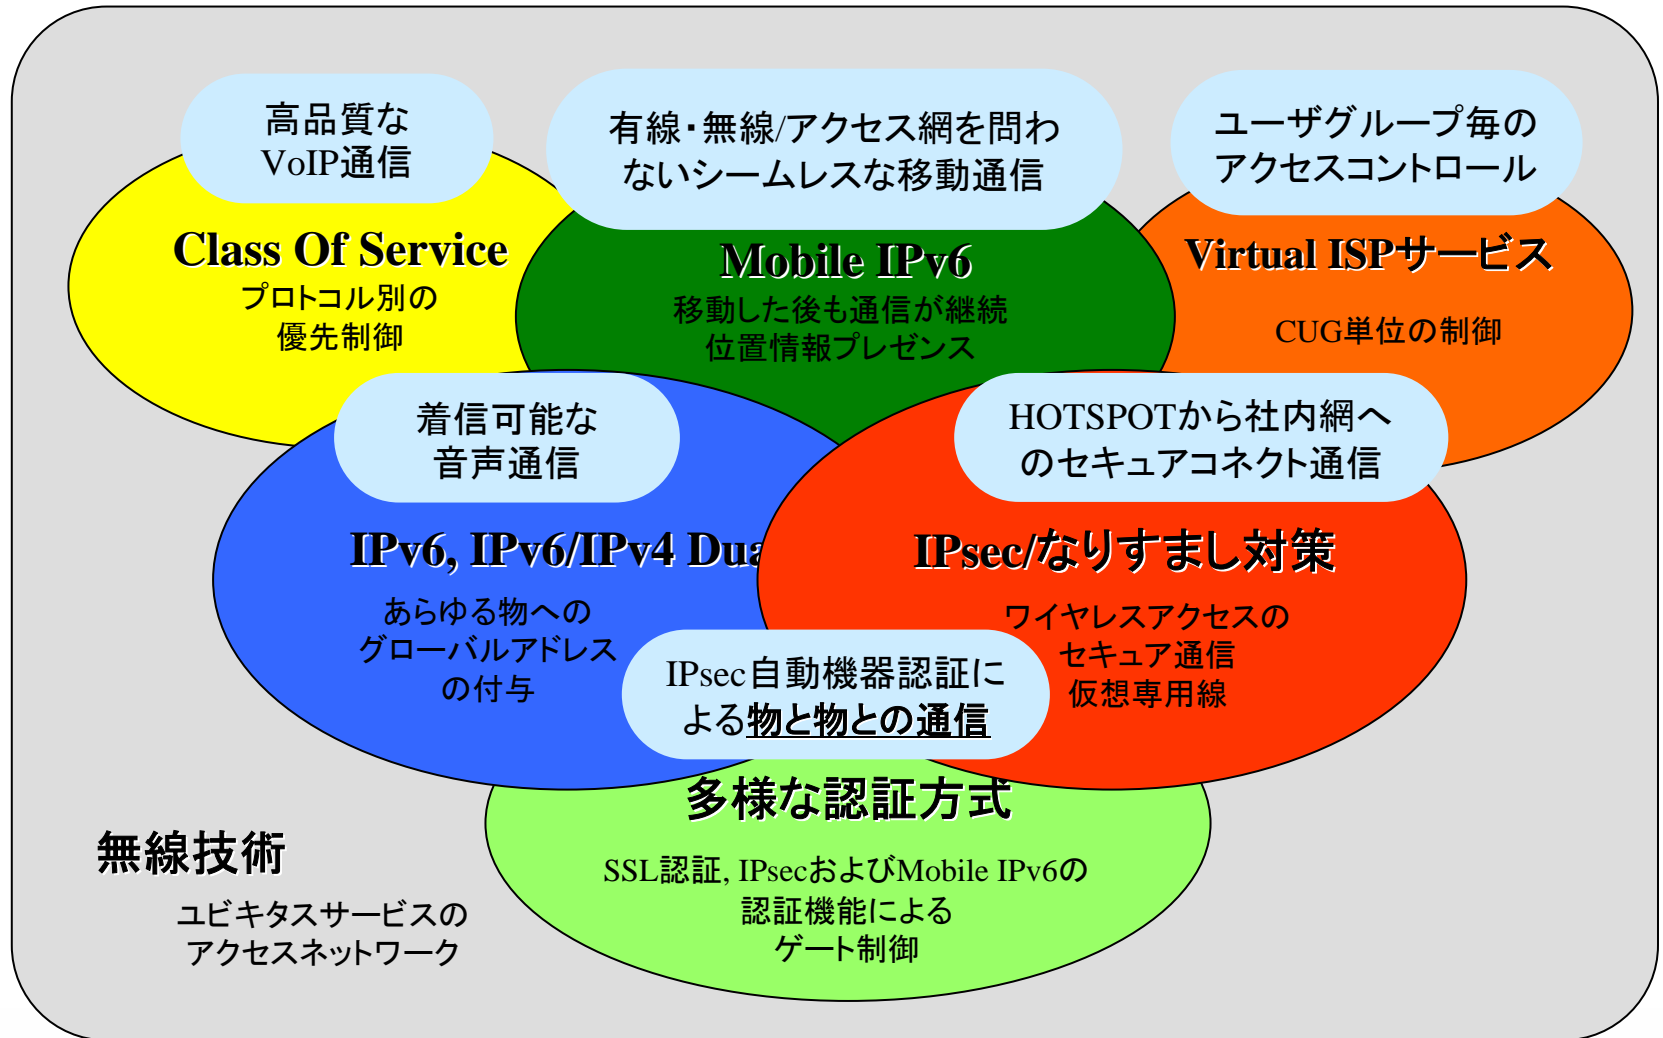 高品質な
VoIP通信
有線・無線/アクセス網を問わ
ないシームレスな移動通信
ユーザグループ毎の
アクセスコントロール
Class Of Service
プロトコル別の
優先制御
Mobile IPv6
移動した後も通信が継続
位置情報プレゼンス
Virtual ISPサービス
CUG単位の制御
着信可能な
音声通信
HOTSPOTから社内網へ
のセキュアコネクト通信
IPv6, IPv6/IPv4 Dua
あらゆる物への
グローバルアドレス
の付与
IPsec/なりすまし対策
ワイヤレスアクセスの
セキュア通信
仮想専用線
IPsec自動機器認証に
よる物と物との通信
多様な認証方式
SSL認証, IPsecおよびMobile IPv6の
認証機能による
ゲート制御
無線技術
ユビキタスサービスの
アクセスネットワーク